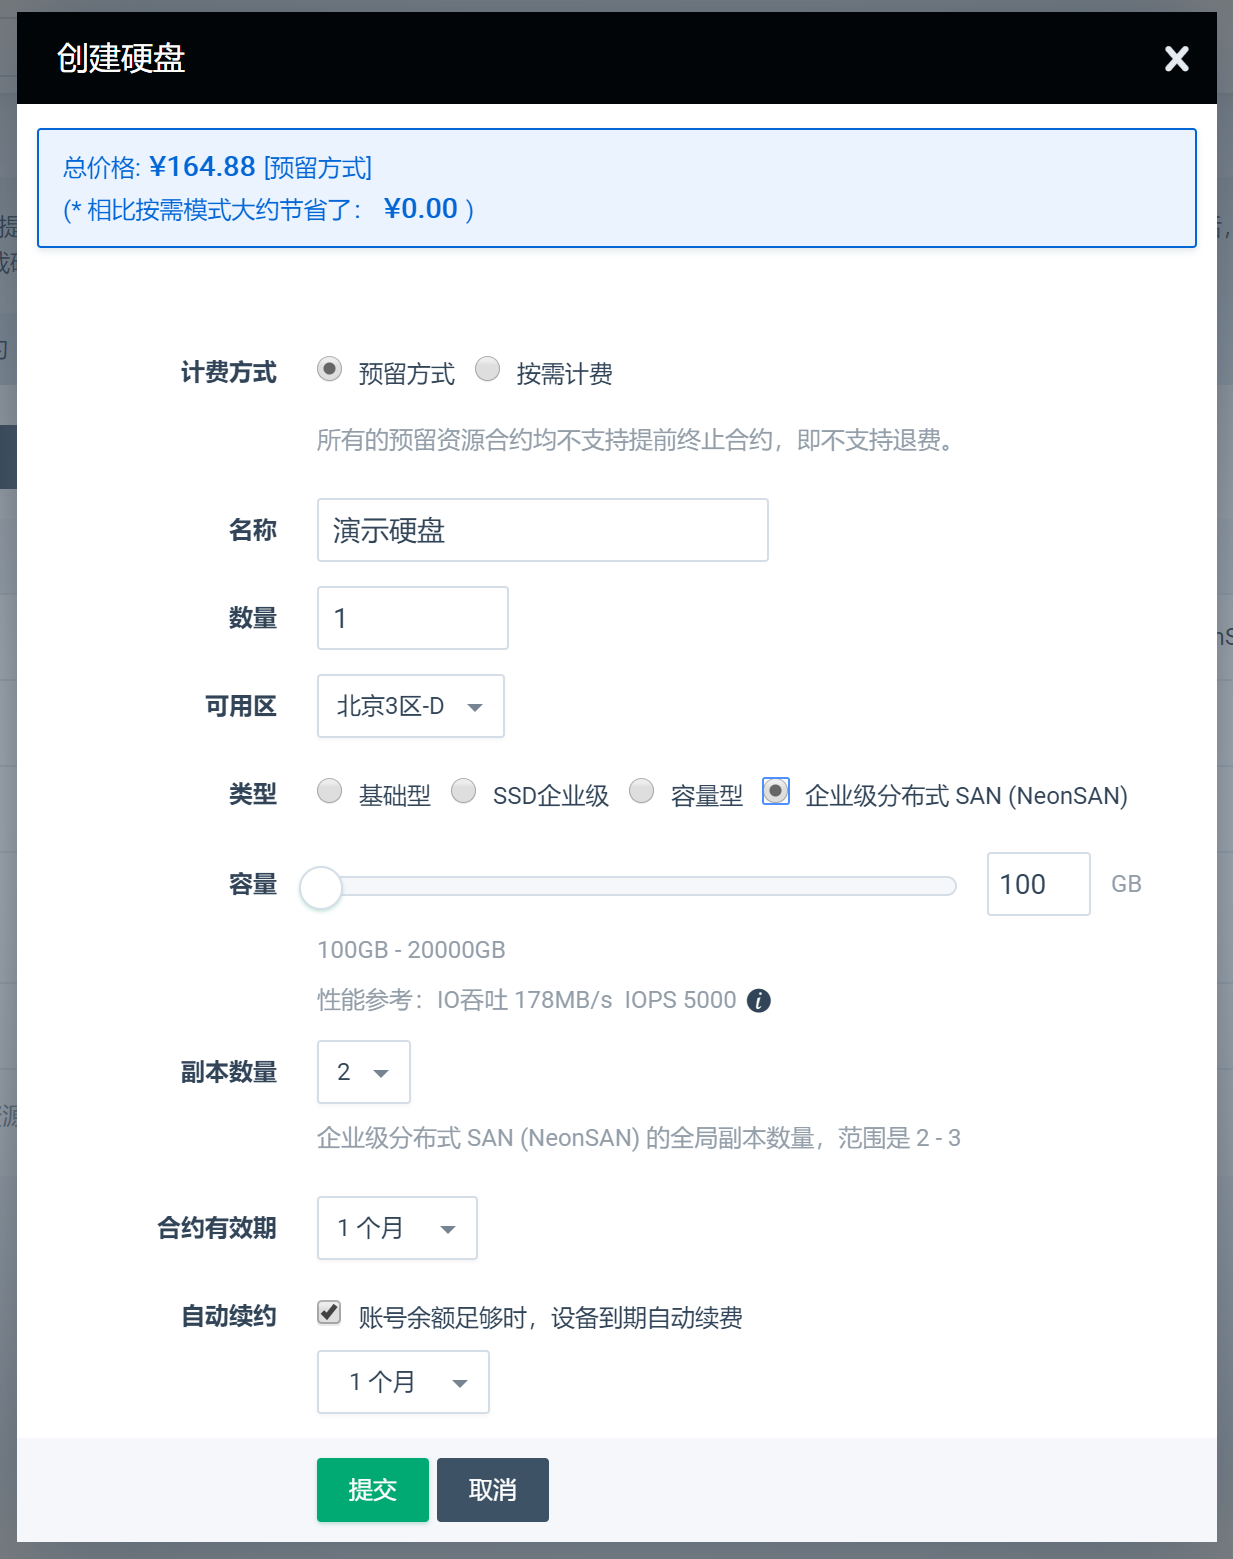 创建硬盘
总价格: ¥164.88 [预留方式]
(* 相比按需模式大约节省了： ¥0.00 )
计费方式 预留方式 按需计费
所有的预留资源合约均不支持提前终止合约，即不支持退费。
名称 演示硬盘
数量 1
可用区 北京3区-D
类型 基础型 SSD企业级 容量型 企业级分布式 SAN (NeonSAN)
容量 100 GB
100GB - 20000GB
性能参考：IO吞吐 178MB/s IOPS 5000
副本数量 2
企业级分布式 SAN (NeonSAN) 的全局副本数量，范围是 2 - 3
合约有效期 1 个月
自动续约 账号余额足够时，设备到期自动续费
1 个月
提交 取消